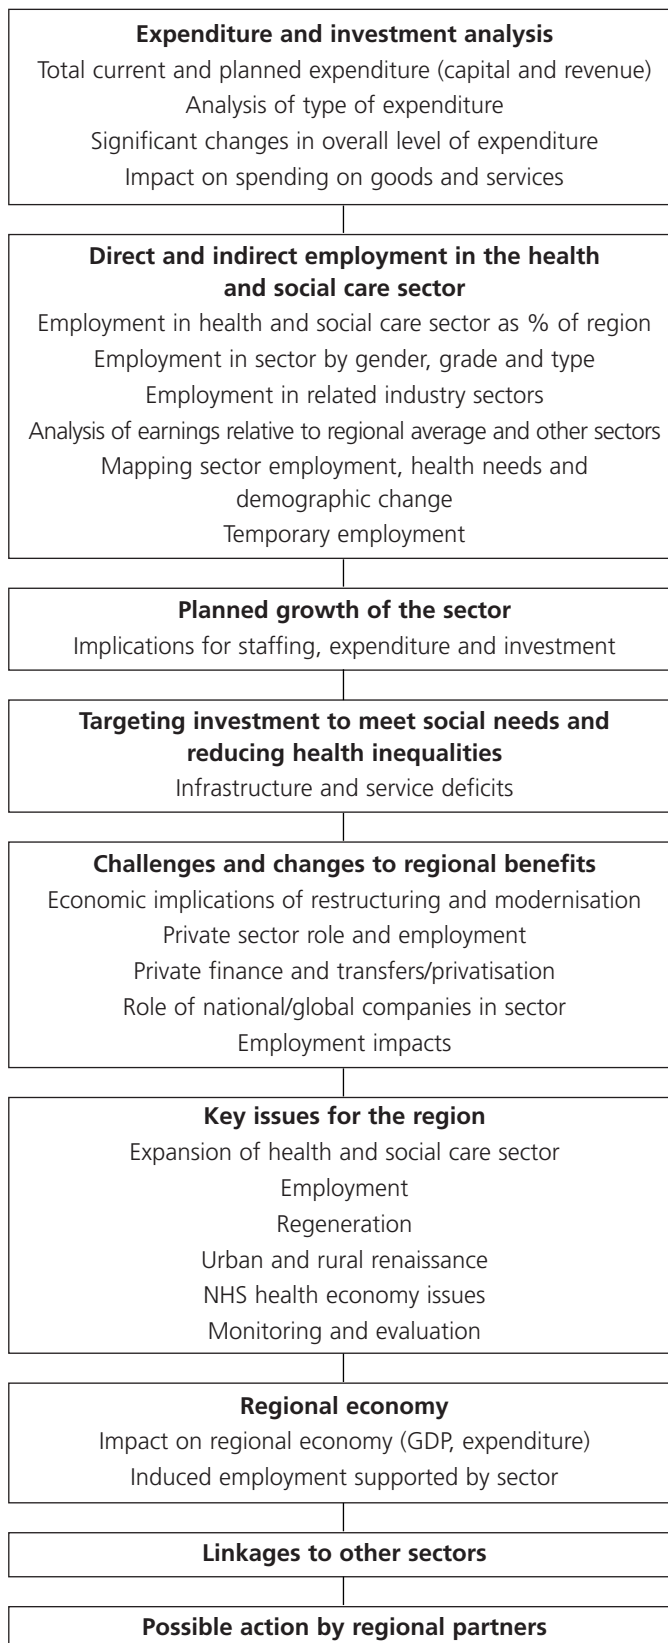 Expenditure and investment analysis
Total current and planned expenditure (capital and revenue)
Analysis of type of expenditure
Significant changes in overall level of expenditure
Impact on spending on goods and services
Direct and indirect employment in the health
and social care sector
Employment in health and social care sector as % of region
Employment in sector by gender, grade and type
Employment in related industry sectors
Analysis of earnings relative to regional average and other sectors
Mapping sector employment, health needs and
demographic change
Temporary employment
Planned growth of the sector
Implications for staffing, expenditure and investment
Targeting investment to meet social needs and
reducing health inequalities
Infrastructure and service deficits
Challenges and changes to regional benefits
Economic implications of restructuring and modernisation
Private sector role and employment
Private finance and transfers/privatisation
Role of national/global companies in sector
Employment impacts
Key issues for the region
Expansion of health and social care sector
Employment
Regeneration
Urban and rural renaissance
NHS health economy issues
Monitoring and evaluation
Regional economy
Impact on regional economy (GDP, expenditure)
Induced employment supported by sector
Linkages to other sectors
Possible action by regional partners